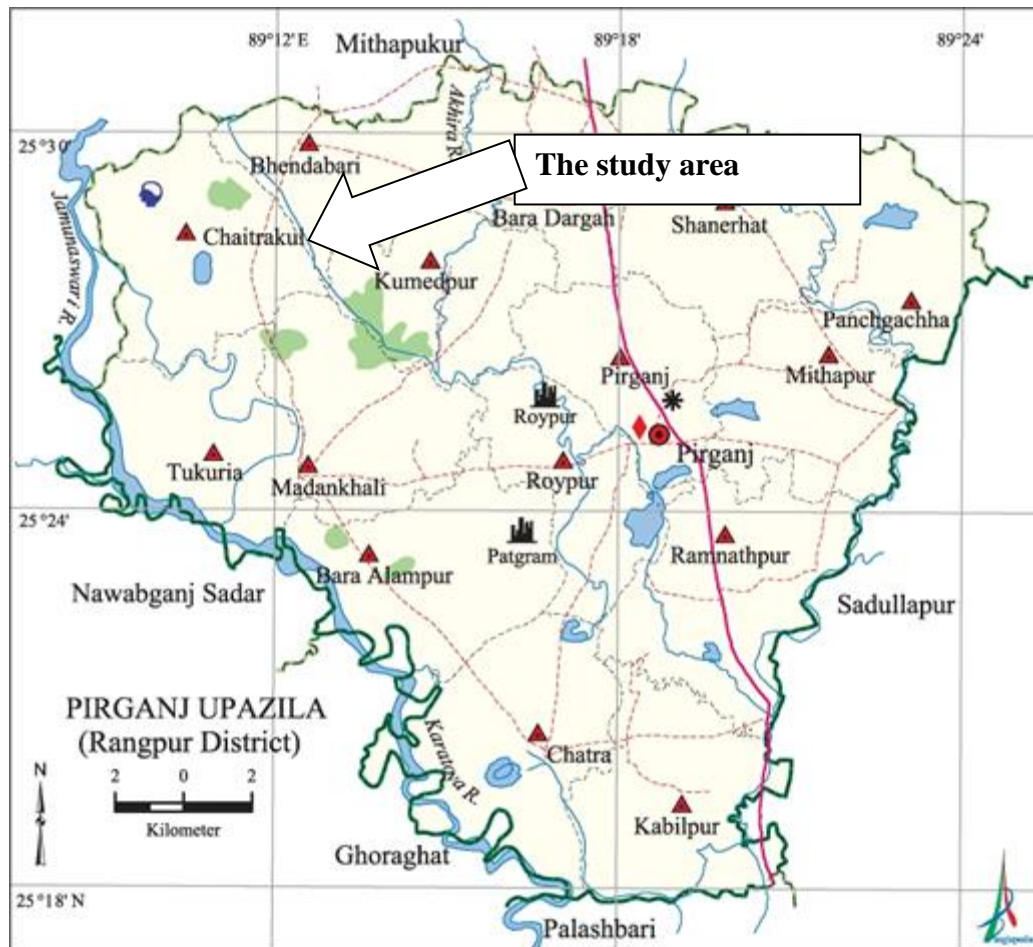 89°12´E
89°18´
89°24´
Mithapukur
Akhira R.
25°30´
Bhendabari
The study area
Jamunaswari R.
Chaitrakul
Bara Dargah
Shanerhat
Kumedpur
Panchgachha
Pirganj
Mithapur
Roypur
Pirganj
Tukuria
Madankhali
Roypur
25°24´
Patgram
Ramnathpur
Bara Alampur
Nawabganj Sadar
Sadullapur
PIRGANJ UPAZILA
(Rangpur District)
Karatoya R.
Chatra
N
2 0 2
Kilometer
Kabilpur
Ghoraghat
25°18´N
Palashbari